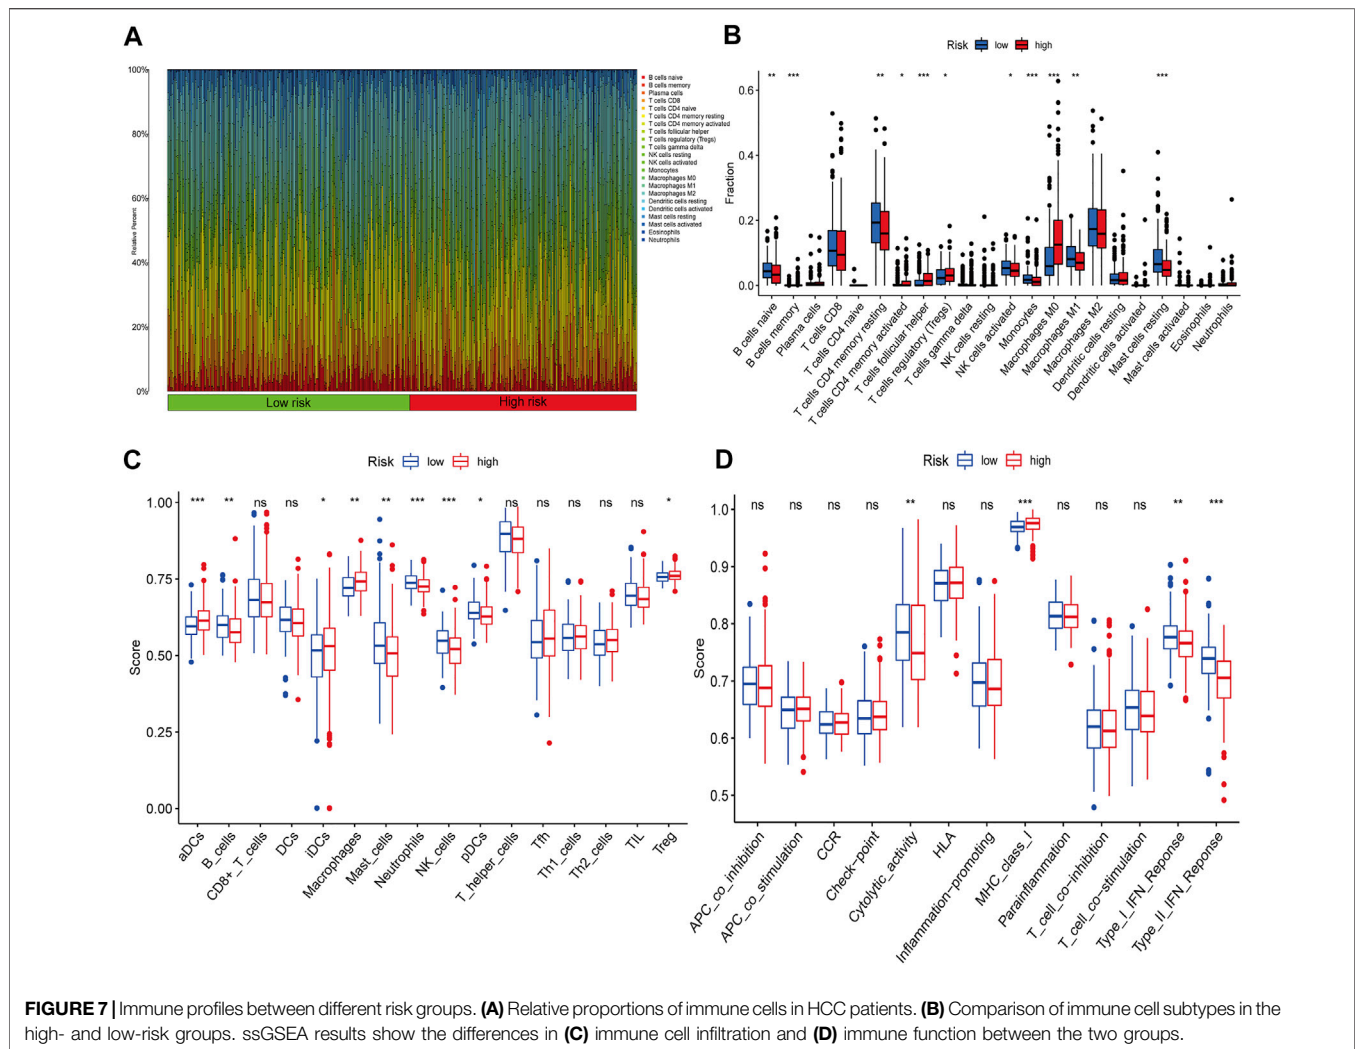 A
100%
80%
60%
40%
20%
0%
Relative Percent
Low risk
High risk
B cells naive
B cells memory
Plasma cells
T cells CD8
T cells CD4 naive
T cells CD4 memory resting
T cells CD4 memory activated
T cells follicular helper
T cells regulatory (Tregs)
T cells gamma delta
NK cells resting
NK cells activated
Monocytes
Macrophages M0
Macrophages M1
Macrophages M2
Dendritic cells resting
Dendritic cells activated
Mast cells resting
Mast cells activated
Eosinophils
Neutrophils
B
Risk low high
** *** ** * *** * * *** *** ** ***
0.6
0.4
0.2
0.0
Fraction
B cells naive
B cells memory
Plasma cells
T cells CD8
T cells CD4 naive
T cells CD4 memory resting
T cells CD4 memory activated
T cells follicular helper
T cells regulatory (Tregs)
T cells gamma delta
NK cells resting
NK cells activated
Monocytes
Macrophages M0
Macrophages M1
Macrophages M2
Dendritic cells resting
Dendritic cells activated
Mast cells resting
Mast cells activated
Eosinophils
Neutrophils
C
Risk low high
*** ** ns ns * ** ** *** *** * ns ns ns ns ns *
1.00
0.75
0.50
0.25
0.00
Score
aDCs
B_cells
CD8+_T_cells
DCs
iDCs
Macrophages
Mast_cells
Neutrophils
NK_cells
pDCs
T_helper_cells
Tfh
Th1_cells
Th2_cells
TIL
Treg
D
Risk low high
ns ns ns ns ** ns ns *** ns ns ns ** ***
1.0
0.9
0.8
0.7
0.6
0.5
Score
APC_co_inhibition
APC_co_stimulation
CCR
Check-point
Cytolytic_activity
HLA
Inflammation-promoting
MHC_class_I
Parainflammation
T_cell_co-inhibition
T_cell_co-stimulation
Type_I_IFN_Reponse
Type_II_IFN_Reponse
FIGURE 7 | Immune profiles between different risk groups. (A) Relative proportions of immune cells in HCC patients. (B) Comparison of immune cell subtypes in the
high- and low-risk groups. ssGSEA results show the differences in (C) immune cell infiltration and (D) immune function between the two groups.